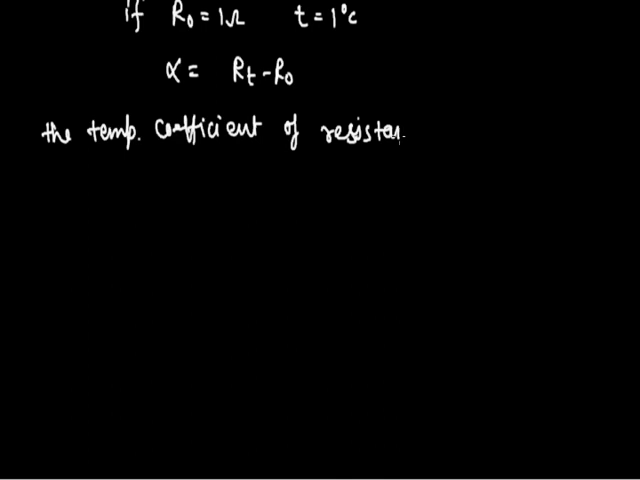 if R₀ = 1Ω t = 1°c
α = Rt - R₀
the temp. coefficient of resistan